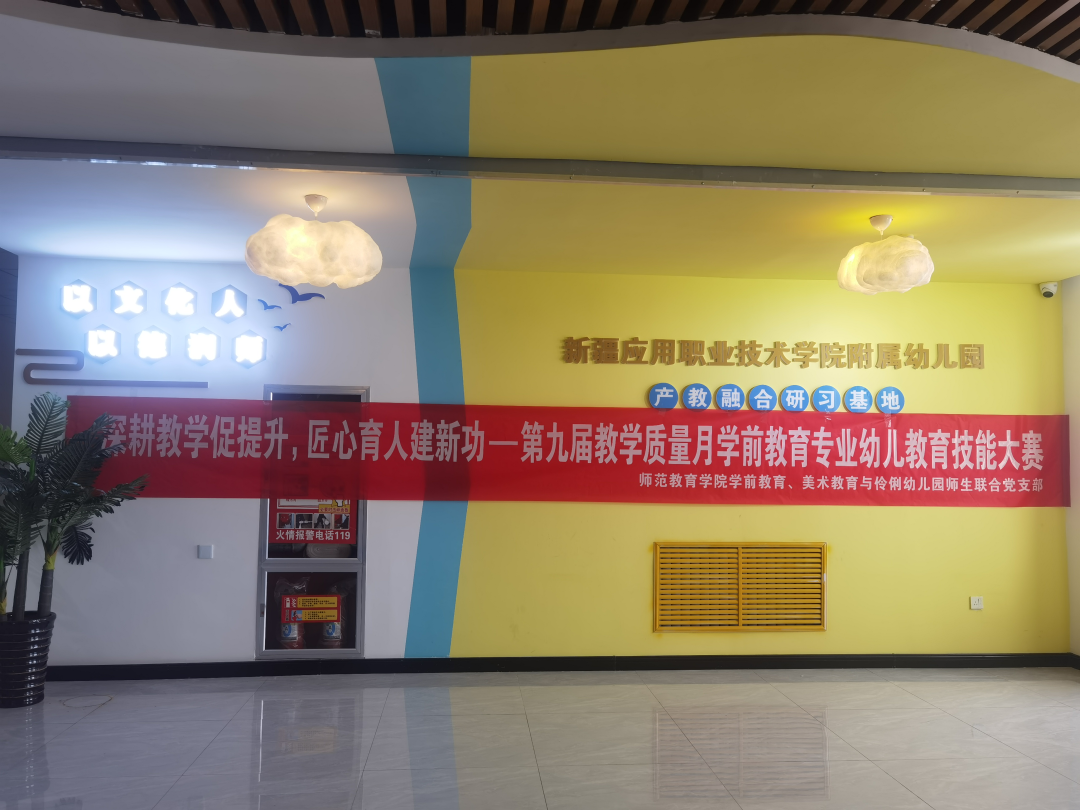 以文化人
以德润师
新疆应用职业技术学院附属幼儿园
产教融合研习基地
深耕教学促提升，匠心育人建新功—第九届教学质量月学前教育专业幼儿教育技能大赛
师范教育学院学前教育、美术教育与伶俐幼儿园师生联合党支部
火情报警电话119